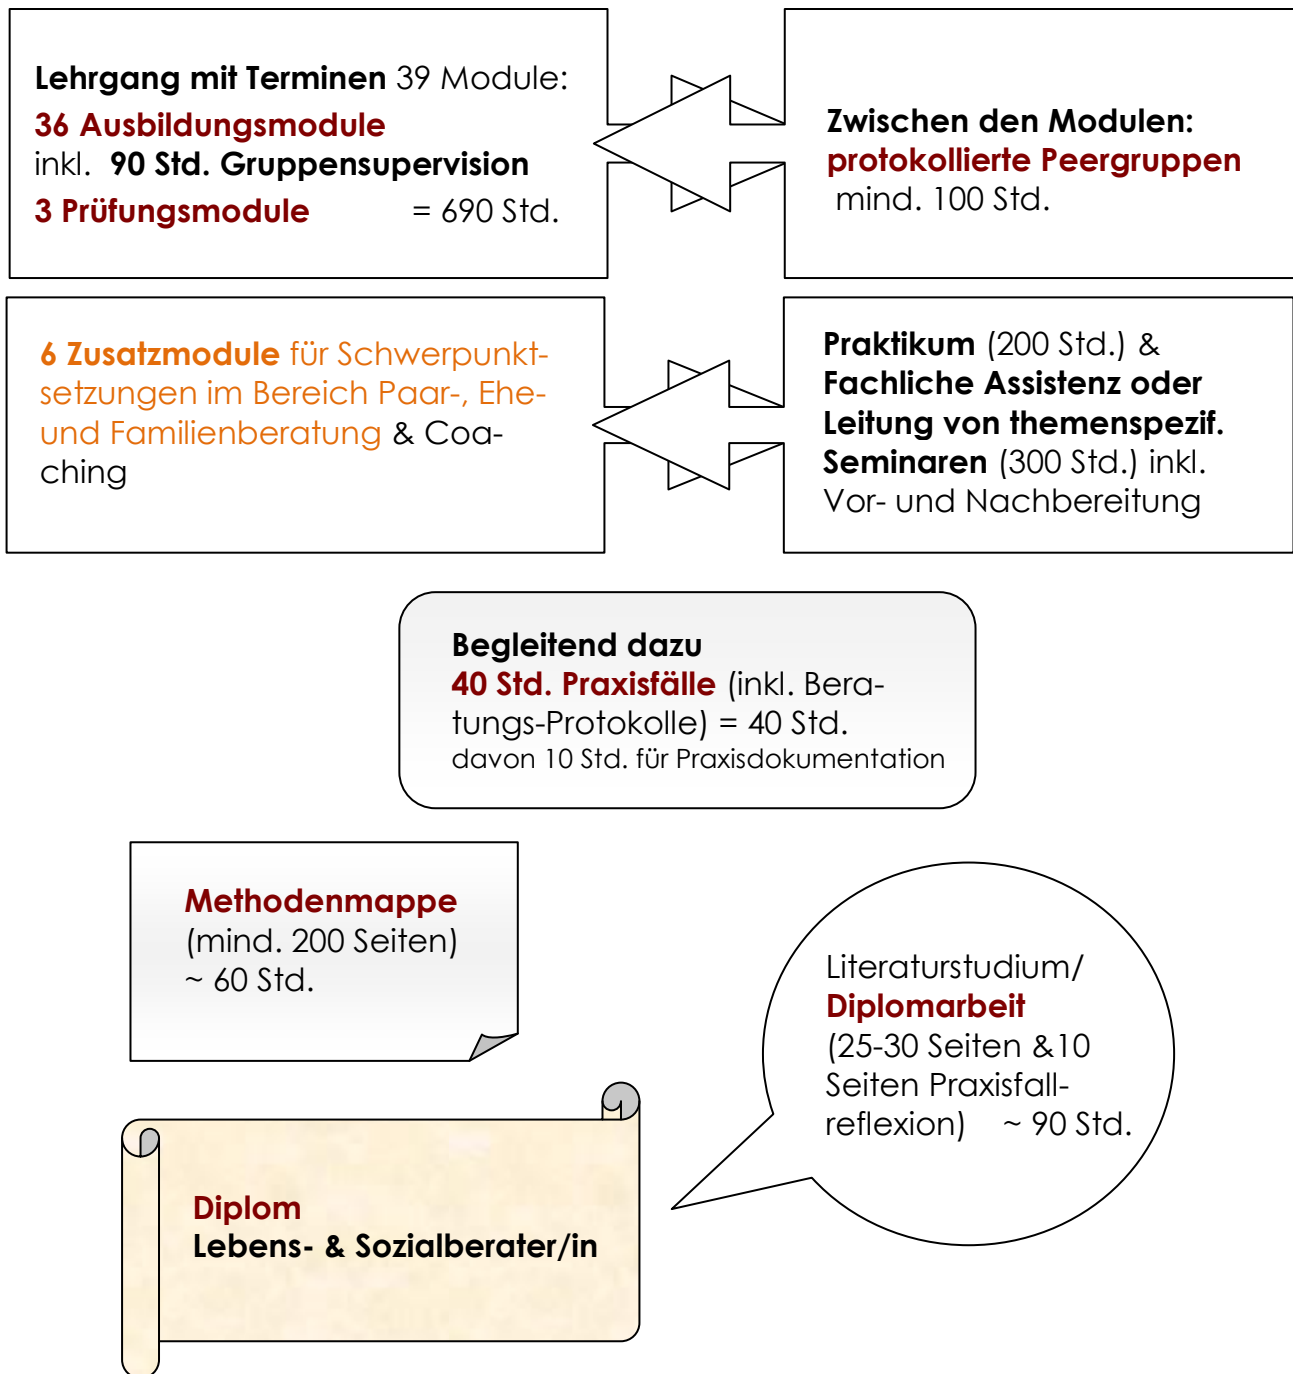 Lehrgang mit Terminen 39 Module:
36 Ausbildungsmodule
inkl. 90 Std. Gruppensupervision
3 Prüfungsmodule = 690 Std.
Zwischen den Modulen:
protokollierte Peergruppen
mind. 100 Std.
6 Zusatzmodule für Schwerpunkt-
setzungen im Bereich Paar-, Ehe-
und Familienberatung & Coa-
ching
Praktikum (200 Std.) &
Fachliche Assistenz oder
Leitung von themenspezif.
Seminaren (300 Std.) inkl.
Vor- und Nachbereitung
Begleitend dazu
40 Std. Praxisfälle (inkl. Bera-
tungs-Protokolle) = 40 Std.
davon 10 Std. für Praxisdokumentation
Methodenmappe
(mind. 200 Seiten)
~ 60 Std.
Literaturstudium/
Diplomarbeit
(25-30 Seiten &10
Seiten Praxisfall-
reflexion) ~ 90 Std.
Diplom
Lebens- & Sozialberater/in